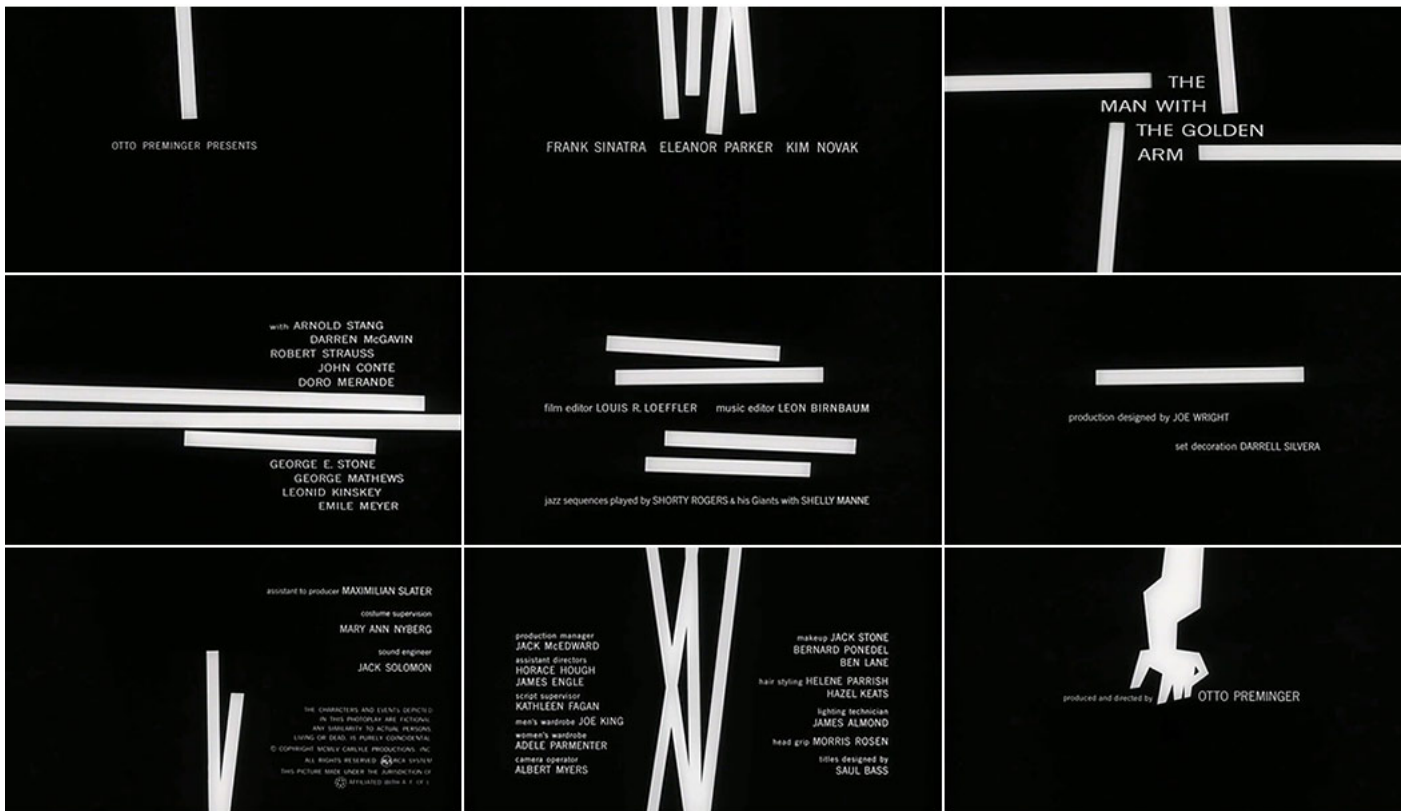 OTTO PREMINGER PRESENTS
FRANK SINATRA ELEANOR PARKER KIM NOVAK
THE
MAN WITH
THE GOLDEN
ARM
with ARNOLD STANG
DARREN McGAVIN
ROBERT STRAUSS
JOHN CONTE
DORO MERANDE
GEORGE E. STONE
GEORGE MATHEWS
LEONID KINSKEY
EMILE MEYER
film editor LOUIS R. LOEFFLER music editor LEON BIRNBAUM
jazz sequences played by SHORTY ROGERS & his Giants with SHELLY MANNE
production designed by JOE WRIGHT
set decoration DARRELL SILVERA
assistant to producer MAXIMILIAN SLATER
costume supervision
MARY ANN NYBERG
sound engineer
JACK SOLOMON
THE CHARACTERS AND EVENTS DEPICTED
IN THIS PHOTOPLAY ARE FICTIONAL.
ANY SIMILARITY TO ACTUAL PERSONS,
LIVING OR DEAD, IS PURELY COINCIDENTAL.
© COPYRIGHT MCMLV CARLYLE PRODUCTIONS, INC.
ALL RIGHTS RESERVED RCA SYSTEM
THIS PICTURE MADE UNDER THE JURISDICTION OF
AFFILIATED WITH A. F. OF L.
production manager
JACK McEDWARD
assistant directors
HORACE HOUGH
JAMES ENGLE
script supervisor
KATHLEEN FAGAN
men's wardrobe JOE KING
women's wardrobe
ADELE PARMENTER
camera operator
ALBERT MYERS
makeup JACK STONE
BERNARD PONEDEL
BEN LANE
hair styling HELENE PARRISH
HAZEL KEATS
lighting technician
JAMES ALMOND
head grip MORRIS ROSEN
titles designed by
SAUL BASS
produced and directed by OTTO PREMINGER